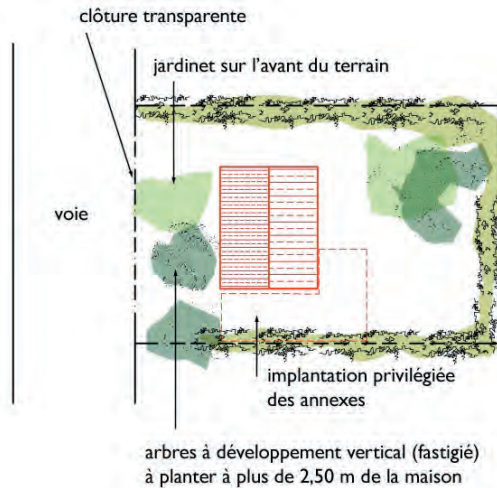 clôture transparente
jardinet sur l'avant du terrain
voie
implantation privilégiée
des annexes
arbres à développement vertical (fastigié)
à planter à plus de 2,50 m de la maison